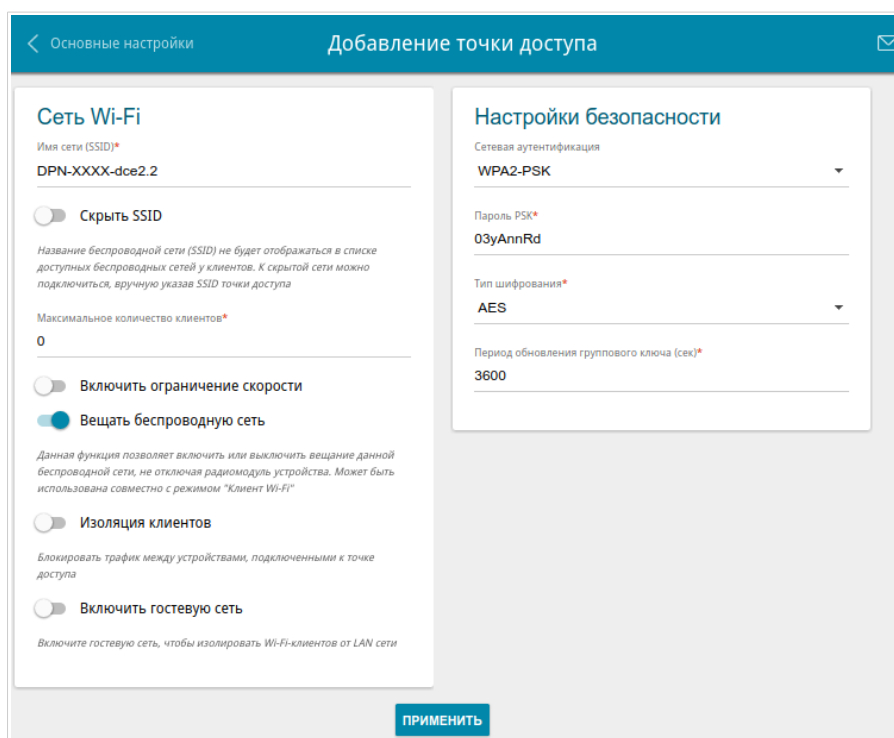 Основные настройки
Добавление точки доступа
Сеть Wi-Fi
Имя сети (SSID)*
DPN-XXXX-dce2.2
Скрыть SSID
Название беспроводной сети (SSID) не будет отображаться в списке
доступных беспроводных сетей у клиентов. К скрытой сети можно
подключиться, вручную указав SSID точки доступа
Максимальное количество клиентов*
0
Включить ограничение скорости
Вещать беспроводную сеть
Данная функция позволяет включить или выключить вещание данной
беспроводной сети, не отключая радиомодуль устройства. Может быть
использована совместно с режимом "Клиент Wi-Fi"
Изоляция клиентов
Блокировать трафик между устройствами, подключенными к точке
доступа
Включить гостевую сеть
Включите гостевую сеть, чтобы изолировать Wi-Fi-клиентов от LAN сети
Настройки безопасности
Сетевая аутентификация
WPA2-PSK
Пароль PSK*
03yAnnRd
Тип шифрования*
AES
Период обновления группового ключа (сек)*
3600
ПРИМЕНИТЬ